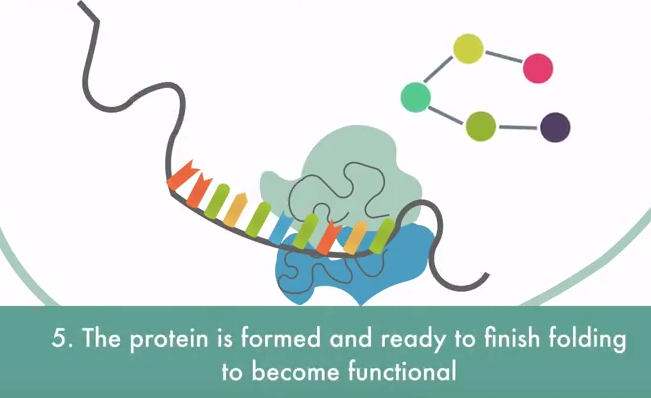 5. The protein is formed and ready to finish folding
to become functional